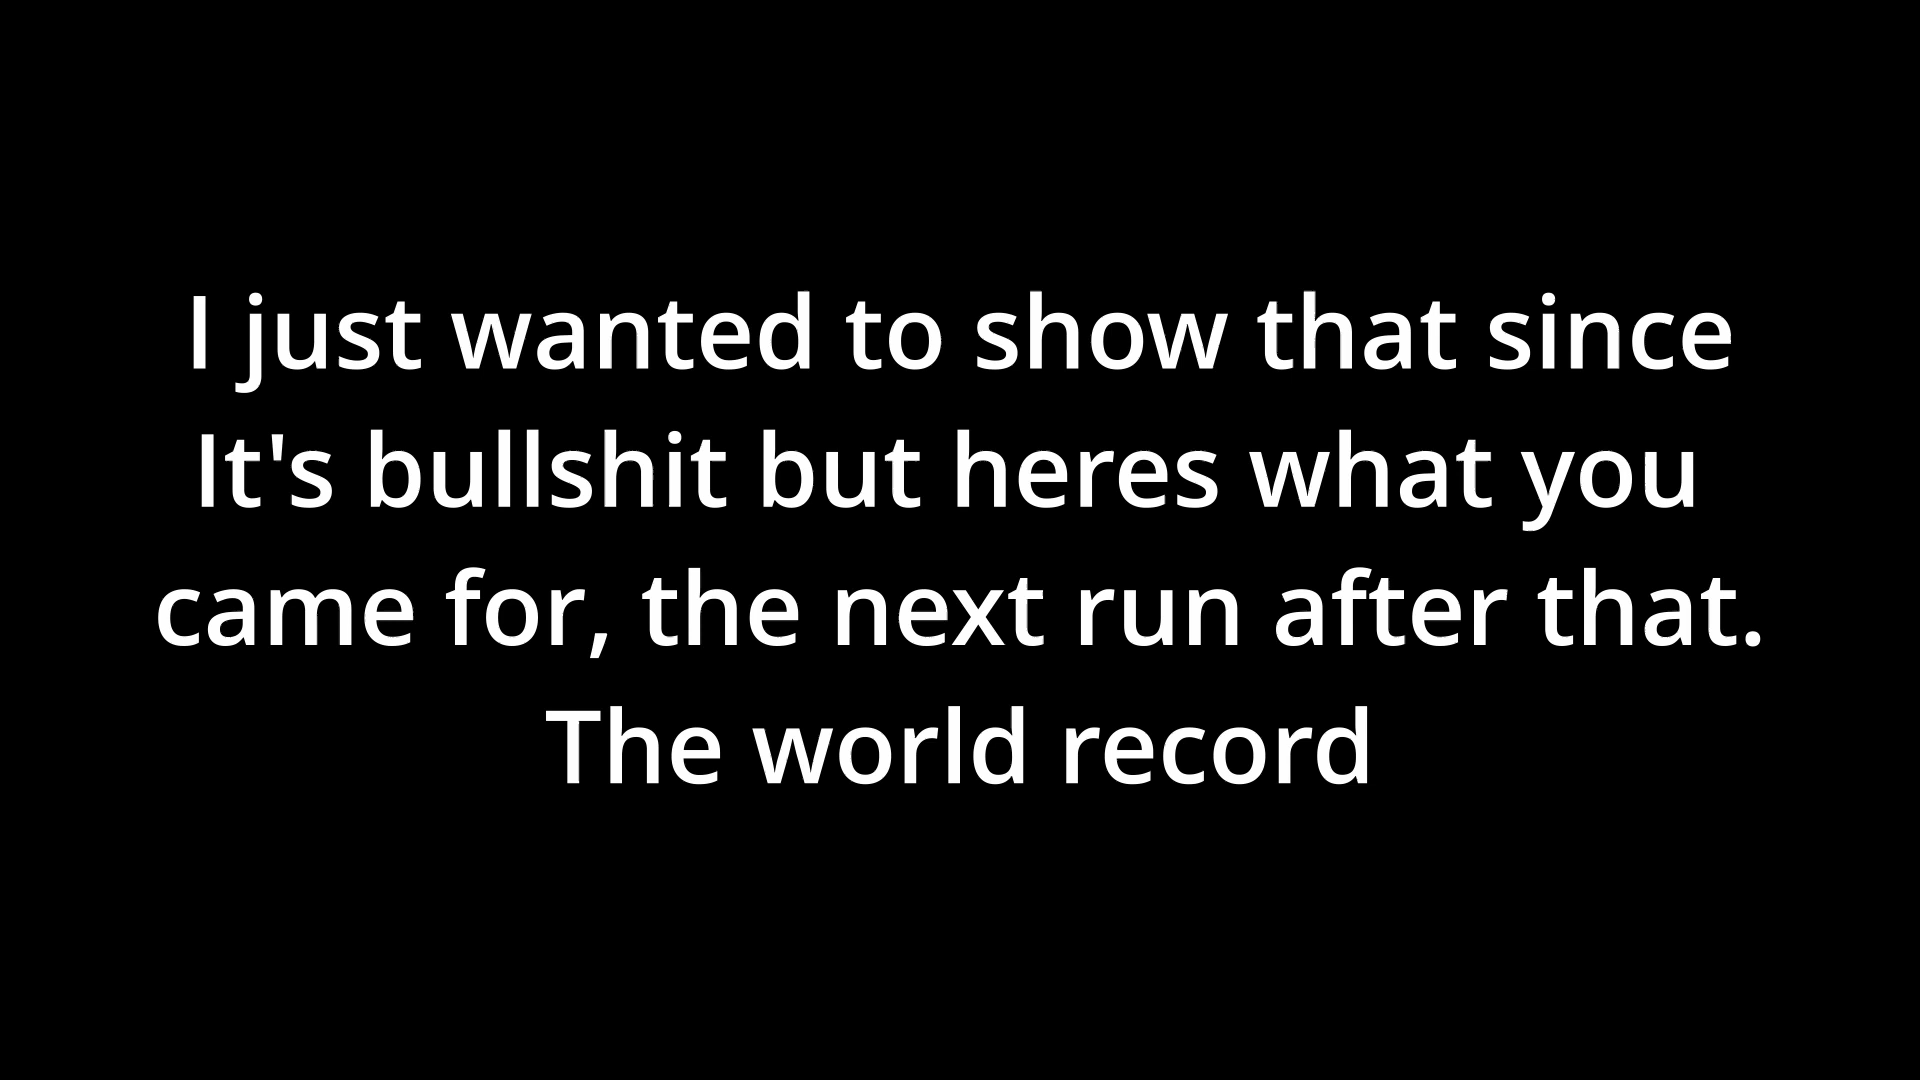 I just wanted to show that since
It's bullshit but heres what you
came for, the next run after that.
The world record